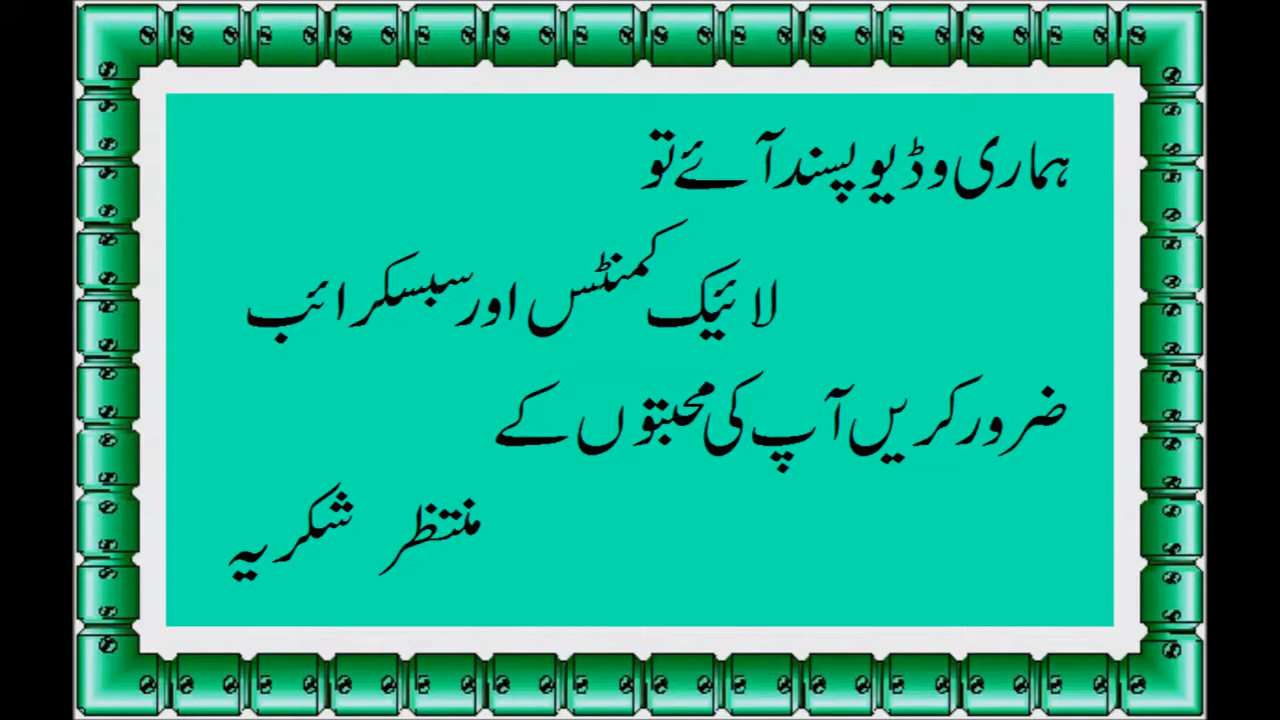 ہماری وڈیو پسند آئے تو
لائیک کمنٹس اور سبسکرائب
ضرور کریں آپ کی محبتوں کے
منتظر شکریہ